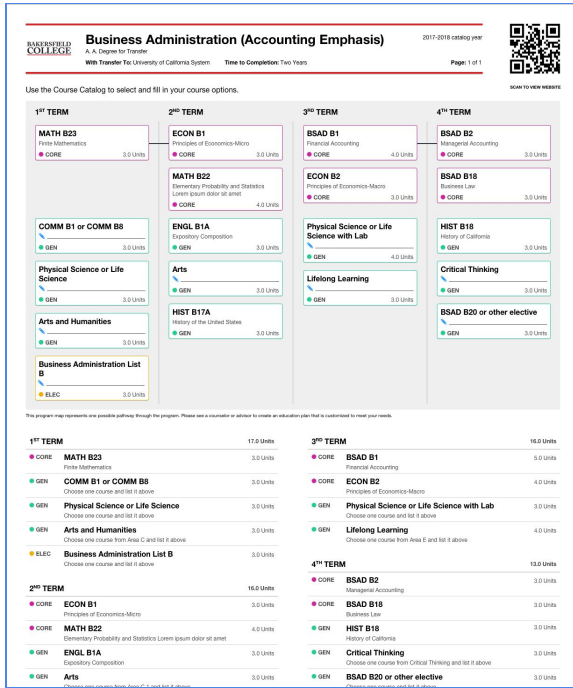 BAKERSFIELD
COLLEGE
Business Administration (Accounting Emphasis)
A. A. Degree for Transfer
With Transfer To: University of California System Time to Completion: Two Years
2017-2018 catalog year
Page: 1 of 1
SCAN TO VIEW WEBSITE
Use the Course Catalog to select and fill in your course options.
1ST TERM
MATH B23
Finite Mathematics
CORE 3.0 Units
COMM B1 or COMM B8
GEN 3.0 Units
Physical Science or Life
Science
GEN 3.0 Units
Arts and Humanities
GEN 3.0 Units
Business Administration List
B
ELEC 3.0 Units
2ND TERM
ECON B1
Principles of Economics-Micro
CORE 3.0 Units
MATH B22
Elementary Probability and Statistics
Lorem ipsum dolor sit amet
CORE 4.0 Units
ENGL B1A
Expository Composition
GEN 3.0 Units
Arts
GEN 3.0 Units
HIST B17A
History of the United States
GEN 3.0 Units
3RD TERM
BSAD B1
Financial Accounting
CORE 4.0 Units
ECON B2
Principles of Economics-Macro
CORE 3.0 Units
Physical Science or Life
Science with Lab
GEN 4.0 Units
Lifelong Learning
GEN 3.0 Units
4TH TERM
BSAD B2
Managerial Accounting
CORE 3.0 Units
BSAD B18
Business Law
CORE 3.0 Units
HIST B18
History of California
GEN 3.0 Units
Critical Thinking
GEN 3.0 Units
BSAD B20 or other elective
GEN 3.0 Units
This program map represents one possible pathway through the program. Please see a counselor or advisor to create an education plan that is customized to meet your needs.
1ST TERM 17.0 Units
CORE MATH B23 3.0 Units
Finite Mathematics
GEN COMM B1 or COMM B8 3.0 Units
Choose one course and list it above
GEN Physical Science or Life Science 3.0 Units
Choose one course and list it above
GEN Arts and Humanities 3.0 Units
Choose one course from Area C and list it above
ELEC Business Administration List B 3.0 Units
Choose one course and list it above
2ND TERM 16.0 Units
CORE ECON B1 3.0 Units
Principles of Economics-Micro
CORE MATH B22 4.0 Units
Elementary Probability and Statistics Lorem ipsum dolor sit amet
GEN ENGL B1A 3.0 Units
Expository Composition
GEN Arts 3.0 Units
Choose one course from Area C.1 and list it above
3RD TERM 16.0 Units
CORE BSAD B1 5.0 Units
Financial Accounting
CORE ECON B2 4.0 Units
Principles of Economics-Macro
GEN Physical Science or Life Science with Lab 3.0 Units
Choose one course and list it above
GEN Lifelong Learning 4.0 Units
Choose one course from Area E and list it above
4TH TERM 13.0 Units
CORE BSAD B2 3.0 Units
Managerial Accounting
CORE BSAD B18 3.0 Units
Business Law
GEN HIST B18 3.0 Units
History of California
GEN Critical Thinking 3.0 Units
Choose one course from Critical Thinking and list it above
GEN BSAD B20 or other elective 3.0 Units
Choose one course and list it above